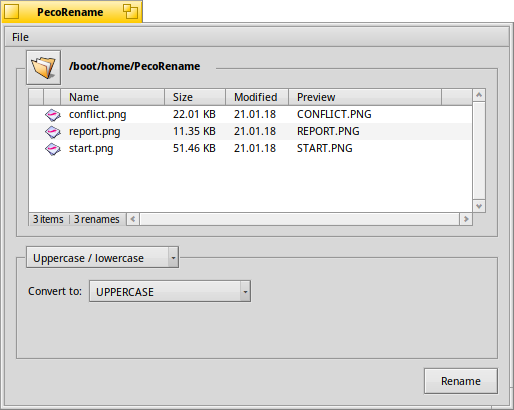 PecoRename
File
/boot/home/PecoRename
Name Size Modified Preview
conflict.png 22.01 KB 21.01.18 CONFLICT.PNG
report.png 11.35 KB 21.01.18 REPORT.PNG
start.png 51.46 KB 21.01.18 START.PNG
3 items 3 renames
Uppercase / lowercase
Convert to: UPPERCASE
Rename